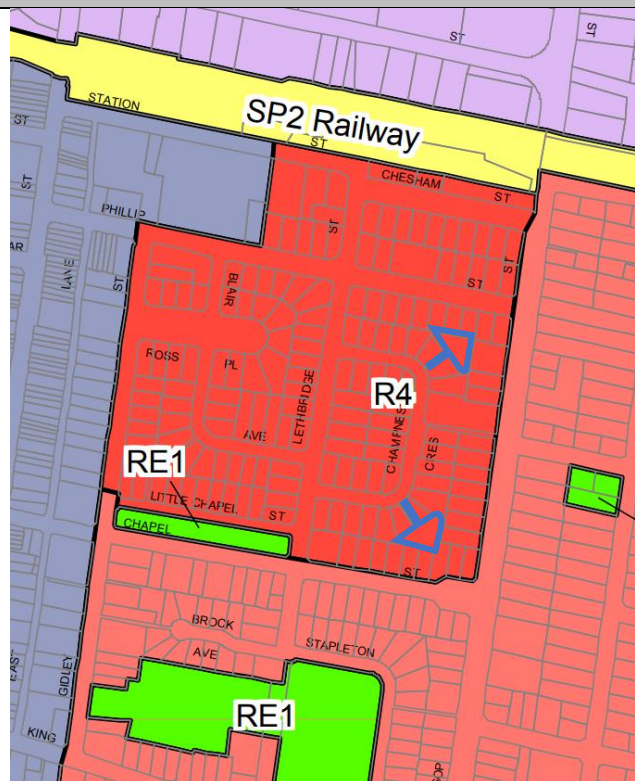 ST
ST
STATION
SP2 Railway
ST
CHESHAM
ST
ST
ST
PHILLIP
ST
ST
AR
LANE
ST
BLAIR
ST
ROSS
PL
LETHBRIDGE
R4
CHAMPNESS
CRES
AVE
RE1
LITTLE CHAPEL
ST
CHAPEL
ST
BROCK
STAPLETON
AVE
EAST
GIDLEY
RE1
KING
OP